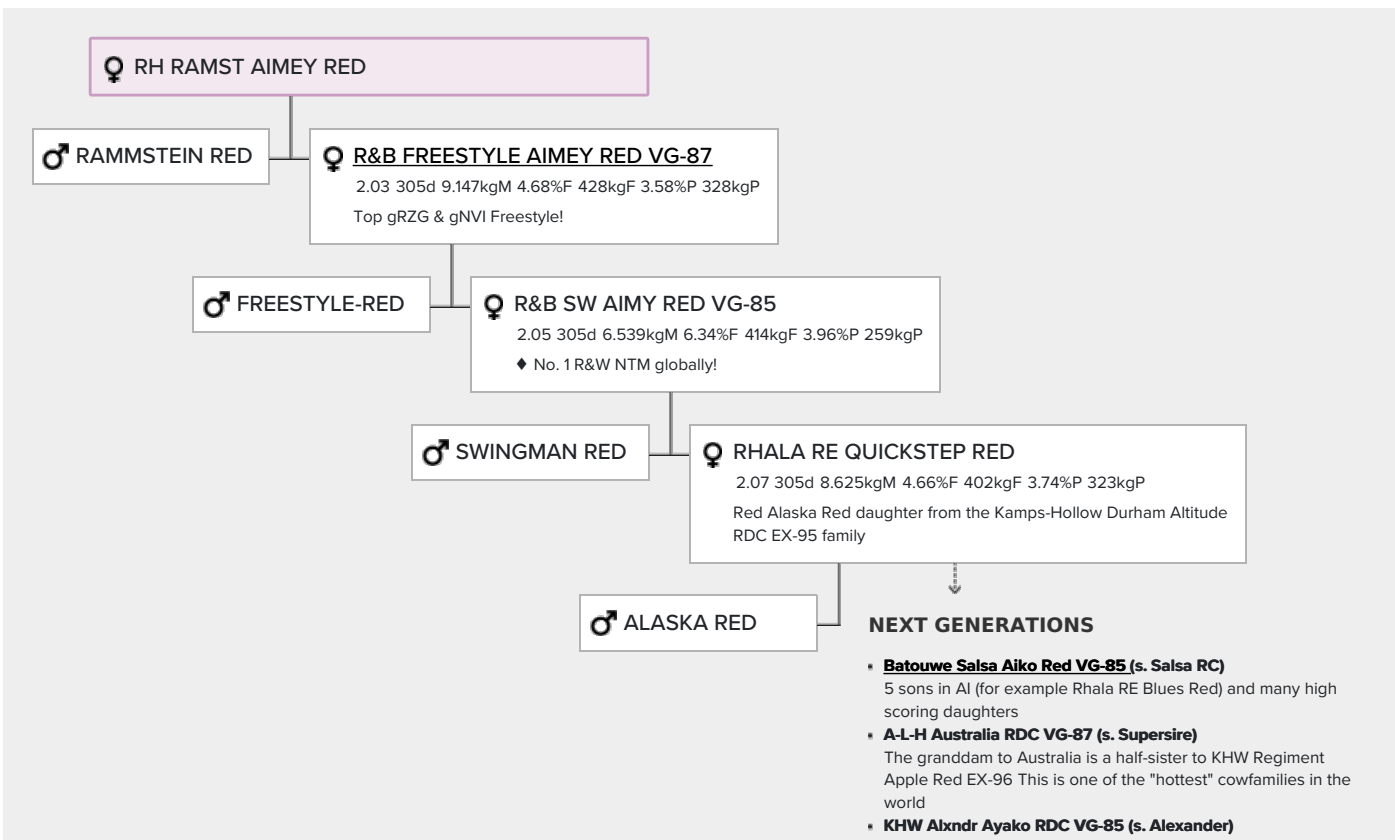 RH RAMST AIMEY RED
RAMMSTEIN RED
R&B FREESTYLE AIMEY RED VG-87
2.03 305d 9.147kgM 4.68%F 428kgF 3.58%P 328kgP
Top gRZG & gNVI Freestyle!
FREESTYLE-RED
R&B SW AIMY RED VG-85
2.05 305d 6.539kgM 6.34%F 414kgF 3.96%P 259kgP
♦ No. 1 R&W NTM globally!
SWINGMAN RED
RHALA RE QUICKSTEP RED
2.07 305d 8.625kgM 4.66%F 402kgF 3.74%P 323kgP
Red Alaska Red daughter from the Kamps-Hollow Durham Altitude
RDC EX-95 family
ALASKA RED
NEXT GENERATIONS
▪ Batouwe Salsa Aiko Red VG-85 (s. Salsa RC)
5 sons in AI (for example Rhala RE Blues Red) and many high
scoring daughters
▪ A-L-H Australia RDC VG-87 (s. Supersire)
The granddam to Australia is a half-sister to KHW Regiment
Apple Red EX-96 This is one of the "hottest" cowfamilies in the
world
▪ KHW Alxndr Ayako RDC VG-85 (s. Alexander)